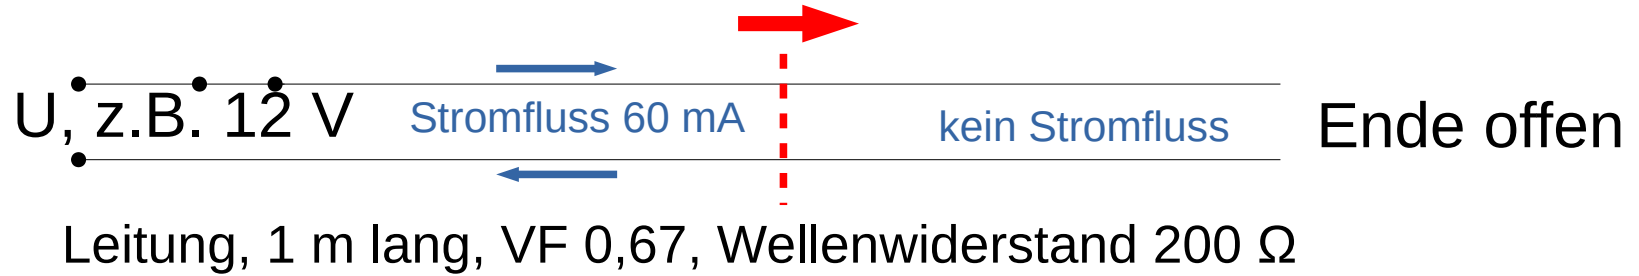 U, z.B. 12 V
Stromfluss 60 mA
kein Stromfluss
Ende offen
Leitung, 1 m lang, VF 0,67, Wellenwiderstand 200 Ω